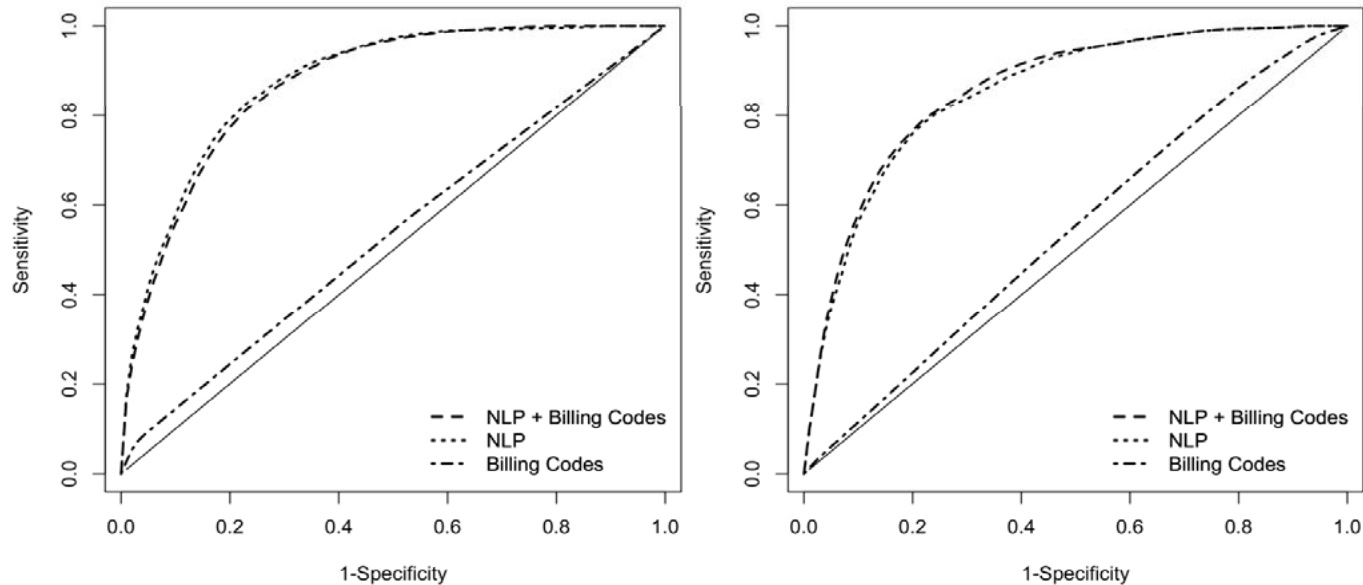 Sensitivity
1.0
0.8
0.6
0.4
0.2
0.0
NLP + Billing Codes
NLP
Billing Codes
0.0 0.2 0.4 0.6 0.8 1.0
1-Specificity
Sensitivity
1.0
0.8
0.6
0.4
0.2
0.0
NLP + Billing Codes
NLP
Billing Codes
0.0 0.2 0.4 0.6 0.8 1.0
1-Specificity